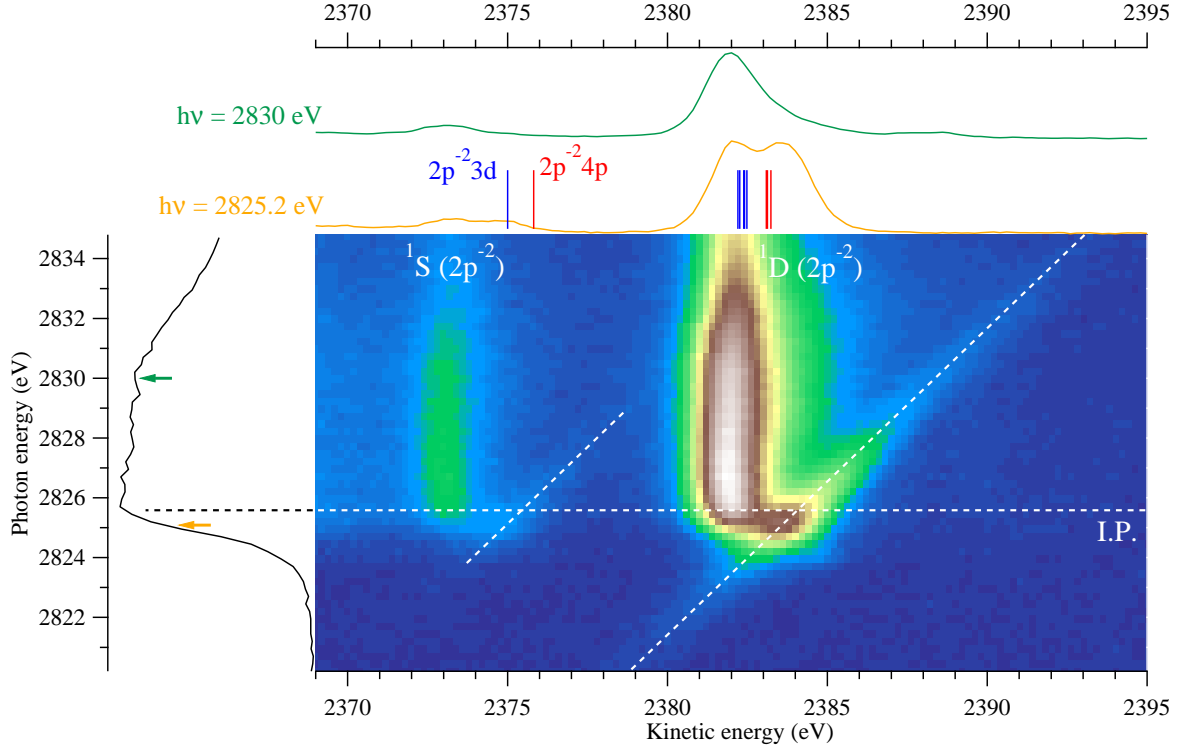 2370 2375 2380 2385 2390 2395
hν = 2830 eV
2p⁻²3d 2p⁻²4p
hν = 2825.2 eV
¹S (2p⁻²) ¹D (2p⁻²)
2834
2832
2830
2828
2826
2824
2822
Photon energy (eV)
I.P.
2370 2375 2380 2385 2390 2395
Kinetic energy (eV)